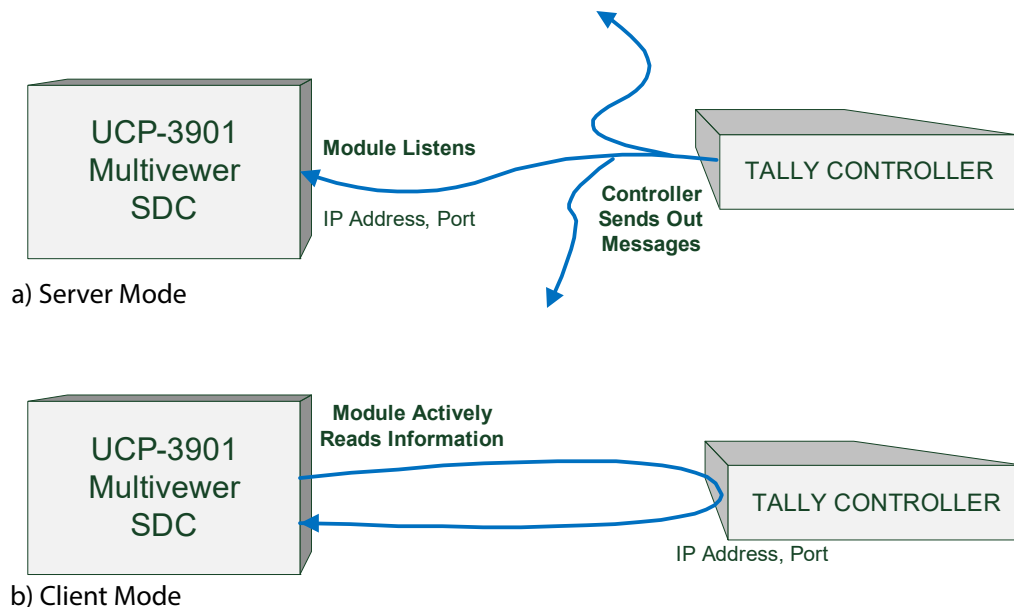 UCP-3901
Multivewer
SDC
Module Listens
IP Address, Port
Controller
Sends Out
Messages
TALLY CONTROLLER
a) Server Mode
UCP-3901
Multivewer
SDC
Module Actively
Reads Information
TALLY CONTROLLER
IP Address, Port
b) Client Mode